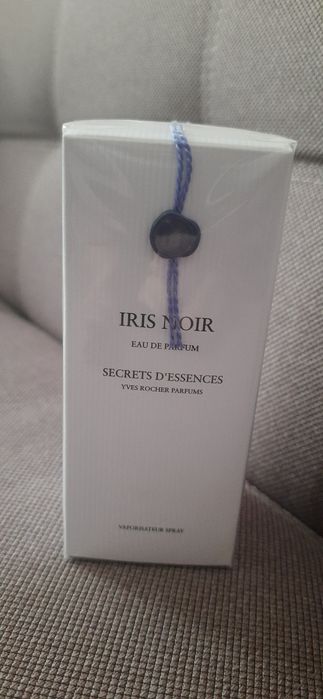 IRIS NOIR
EAU DE PARFUM
SECRETS D'ESSENCES
YVES ROCHER PARFUMS
VAPORISATEUR SPRAY